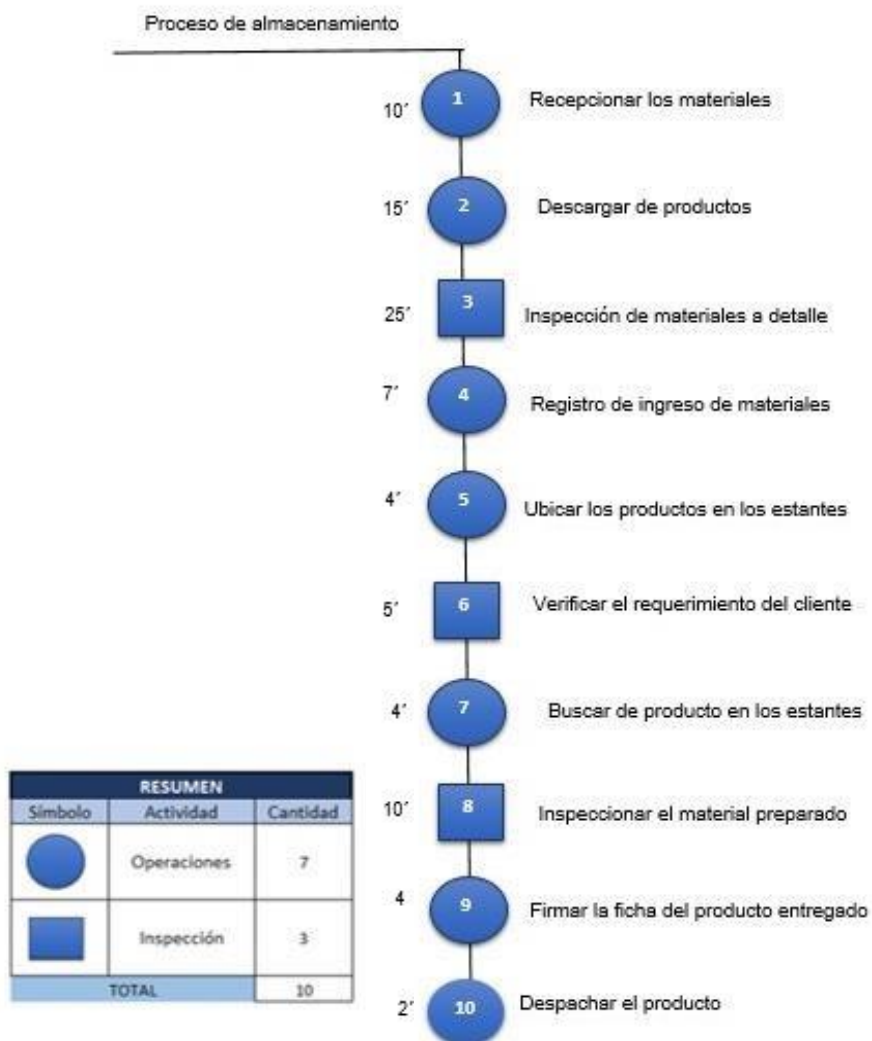 Proceso de almacenamiento
10´ 1 Recepcionar los materiales
15´ 2 Descargar de productos
25´ 3 Inspección de materiales a detalle
7´ 4 Registro de ingreso de materiales
4´ 5 Ubicar los productos en los estantes
5´ 6 Verificar el requerimiento del cliente
4´ 7 Buscar de producto en los estantes
10´ 8 Inspeccionar el material preparado
4 9 Firmar la ficha del producto entregado
2´ 10 Despachar el producto
RESUMEN
Símbolo Actividad Cantidad
Operaciones 7
Inspección 3
TOTAL 10